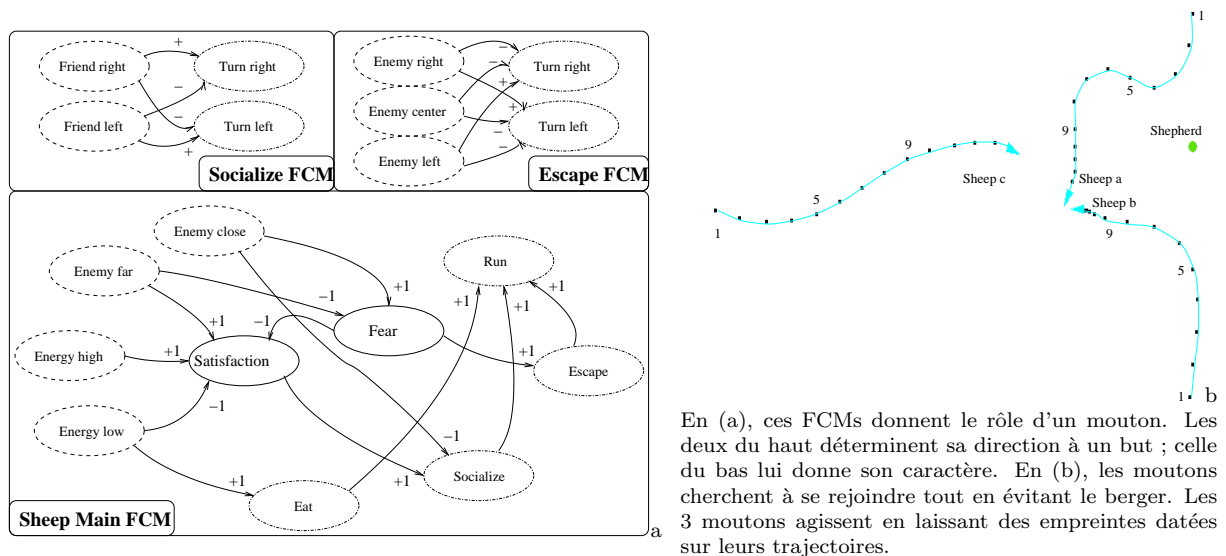 Friend right
+
Turn right
−
Friend left
−
Turn left
+
Socialize FCM
Enemy right
−
−
Turn right
+
Enemy center
+
Turn left
−
Enemy left
−
Escape FCM
Enemy close
Run
Enemy far
−1
+1
+1
+1
+1
−1
Fear
Energy high
+1
Satisfaction
+1
Escape
−1
Energy low
−1
Socialize
+1
+1
Eat
Sheep Main FCM
a
1
5
9
Shepherd
9
Sheep c
Sheep a
Sheep b
5
1
9
5
1
b
En (a), ces FCMs donnent le rôle d'un mouton. Les
deux du haut déterminent sa direction à un but ; celle
du bas lui donne son caractère. En (b), les moutons
cherchent à se rejoindre tout en évitant le berger. Les
3 moutons agissent en laissant des empreintes datées
sur leurs trajectoires.